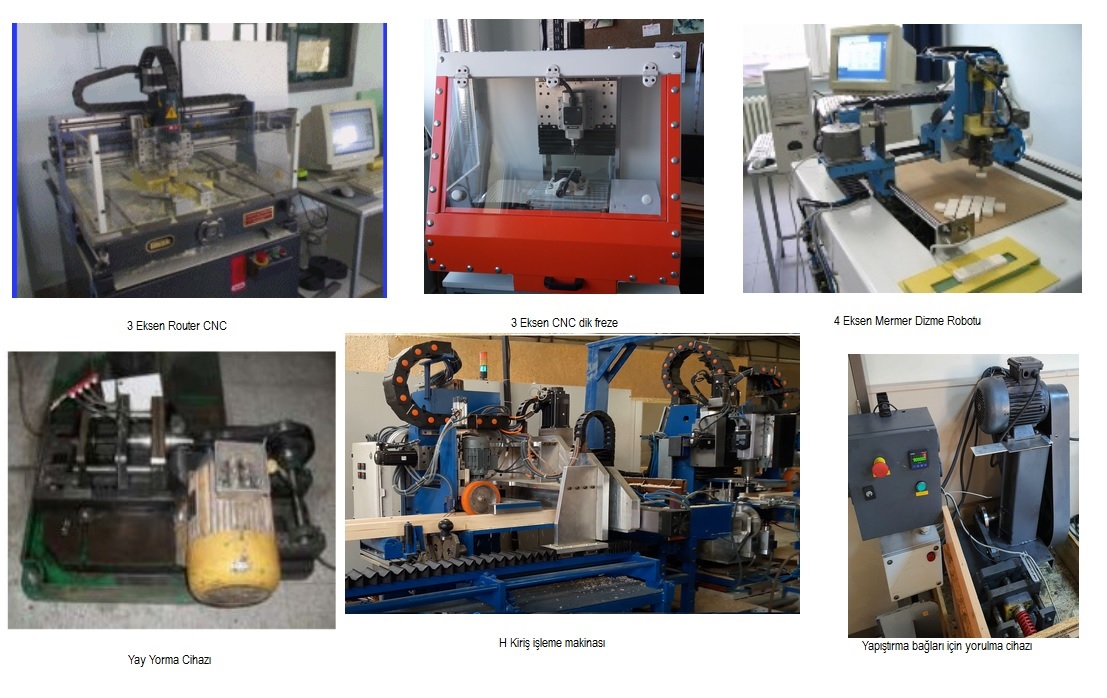 3 Eksen Router CNC
3 Eksen CNC dik freze
4 Eksen Mermer Dizme Robotu
Yay Yorma Cihazı
H Kiriş işleme makinası
Yapıştırma bağları için yorulma cihazı